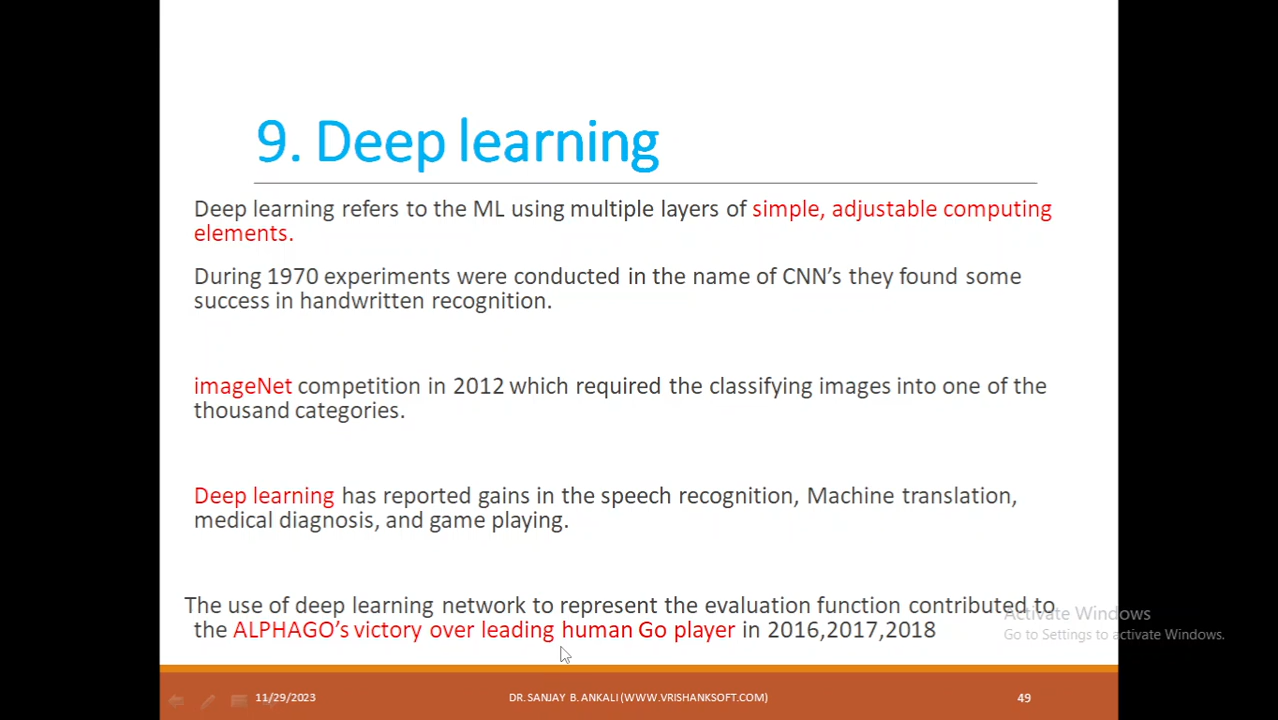 9. Deep learning
Deep learning refers to the ML using multiple layers of simple, adjustable computing
elements.
During 1970 experiments were conducted in the name of CNN’s they found some
success in handwritten recognition.
imageNet competition in 2012 which required the classifying images into one of the
thousand categories.
Deep learning has reported gains in the speech recognition, Machine translation,
medical diagnosis, and game playing.
The use of deep learning network to represent the evaluation function contributed to
the ALPHAGO’s victory over leading human Go player in 2016,2017,2018
Activate Windows
Go to Settings to activate Windows.
11/29/2023
DR. SANJAY B. ANKALI (WWW.VRISHANKSOFT.COM)
49